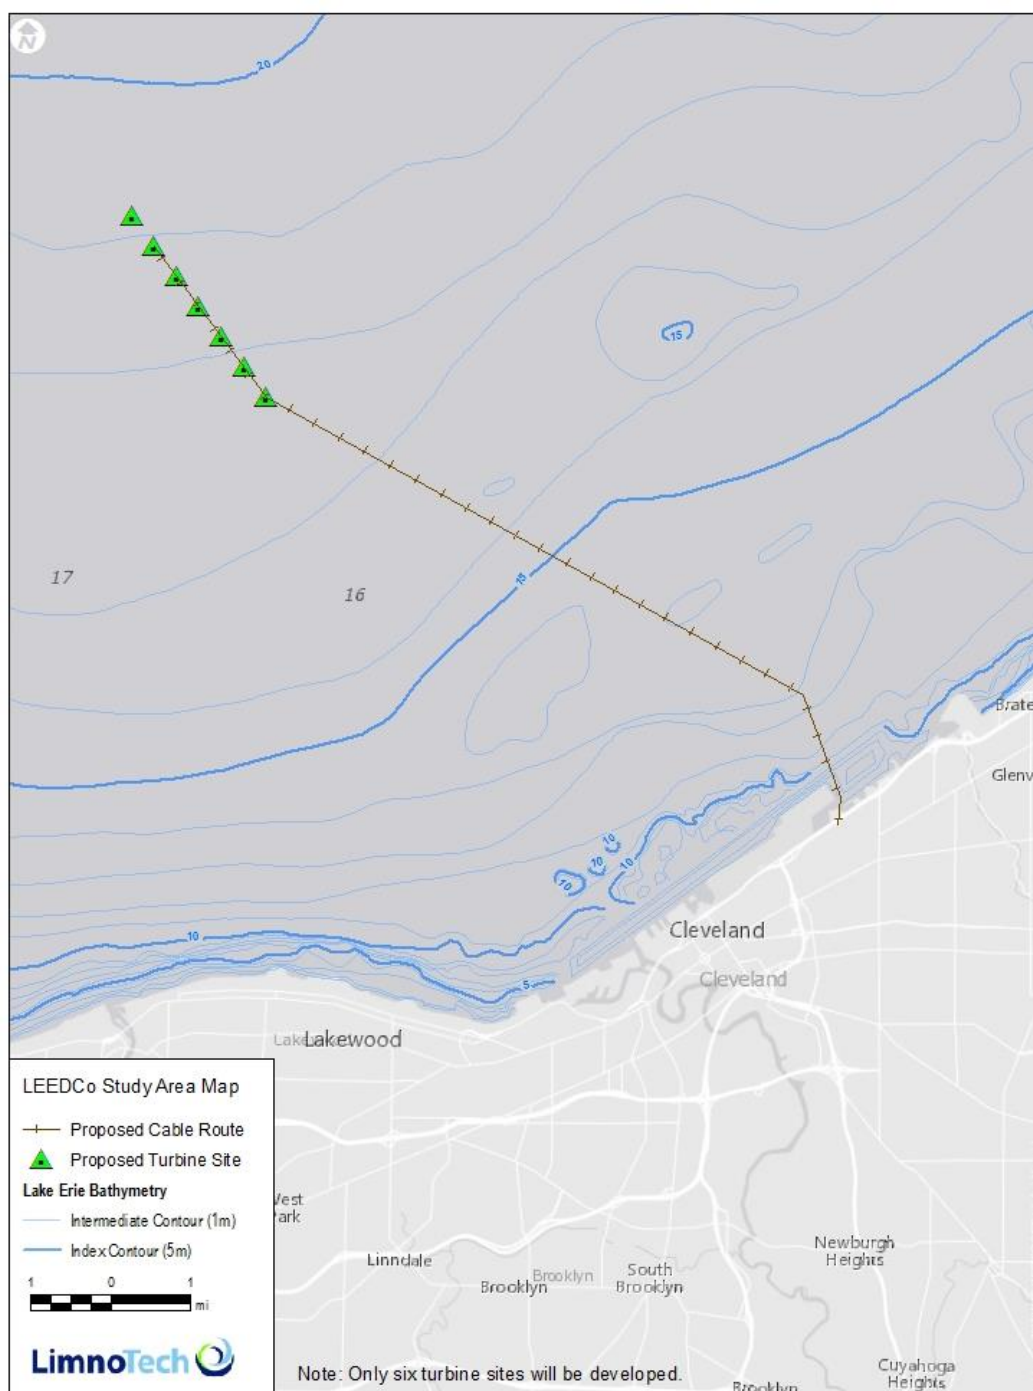 N
20
15
15
17
16
10
10
10
10
10
5
Brate
Glenv
Cleveland
Cleveland
Lakewood
LEEDCo Study Area Map
Proposed Cable Route
Proposed Turbine Site
Lake Erie Bathymetry
Intermediate Contour (1m)
Index Contour (5m)
1 0 1
mi
LimnoTech
West
Park
Linndale
Brooklyn
Brooklyn
South
Brooklyn
Newburgh
Heights
Cuyahoga
Heights
Brooklyn
Note: Only six turbine sites will be developed.